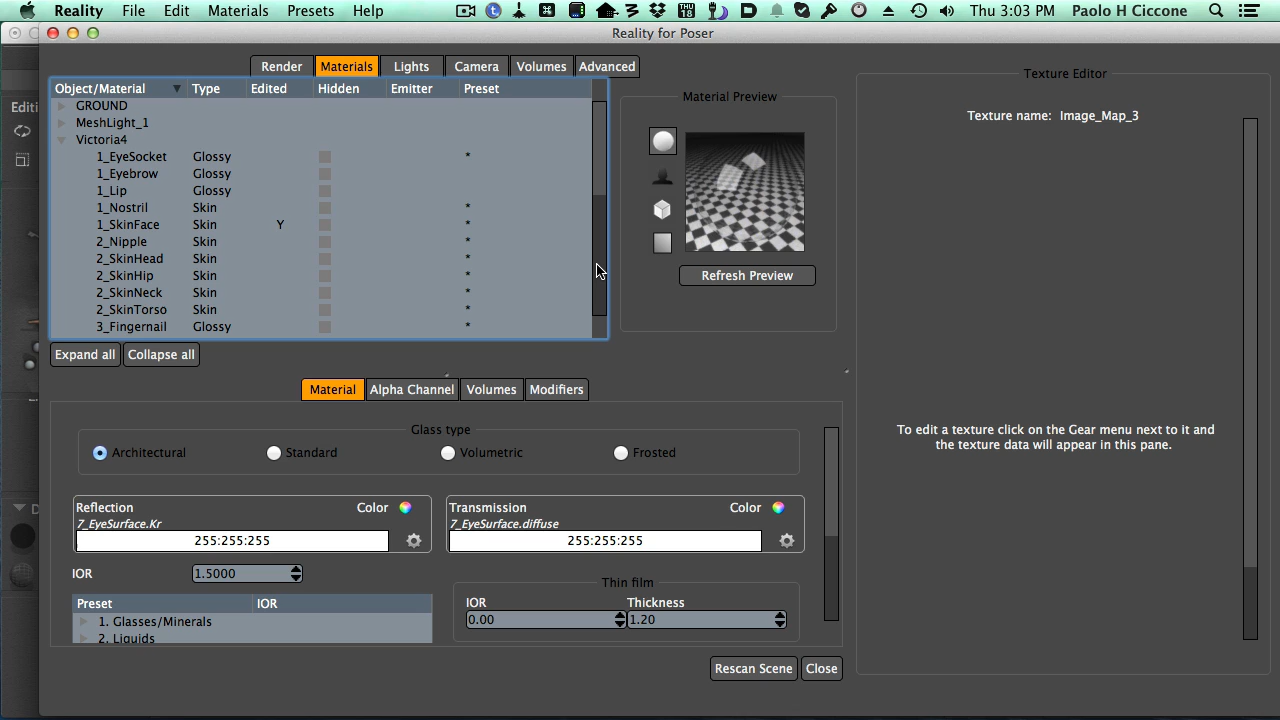 Reality File Edit Materials Presets Help THU 18 Thu 3:03 PM Paolo H Ciccone
Reality for Poser
Editi
Render Materials Lights Camera Volumes Advanced
Object/Material Type Edited Hidden Emitter Preset
GROUND
MeshLight_1
Victoria4
1_EyeSocket Glossy *
1_Eyebrow Glossy
1_Lip Glossy
1_Nostril Skin *
1_SkinFace Skin Y *
2_Nipple Skin *
2_SkinHead Skin *
2_SkinHip Skin *
2_SkinNeck Skin *
2_SkinTorso Skin *
3_Fingernail Glossy *
Expand all Collapse all
Material Preview
Refresh Preview
Texture Editor
Texture name: Image_Map_3
To edit a texture click on the Gear menu next to it and
the texture data will appear in this pane.
Material Alpha Channel Volumes Modifiers
Glass type
Architectural Standard Volumetric Frosted
Reflection Color
7_EyeSurface.Kr
255:255:255
Transmission Color
7_EyeSurface.diffuse
255:255:255
IOR 1.5000
Preset IOR
1. Glasses/Minerals
2. Liquids
Thin film
IOR Thickness
0.00 1.20
D
Rescan Scene Close